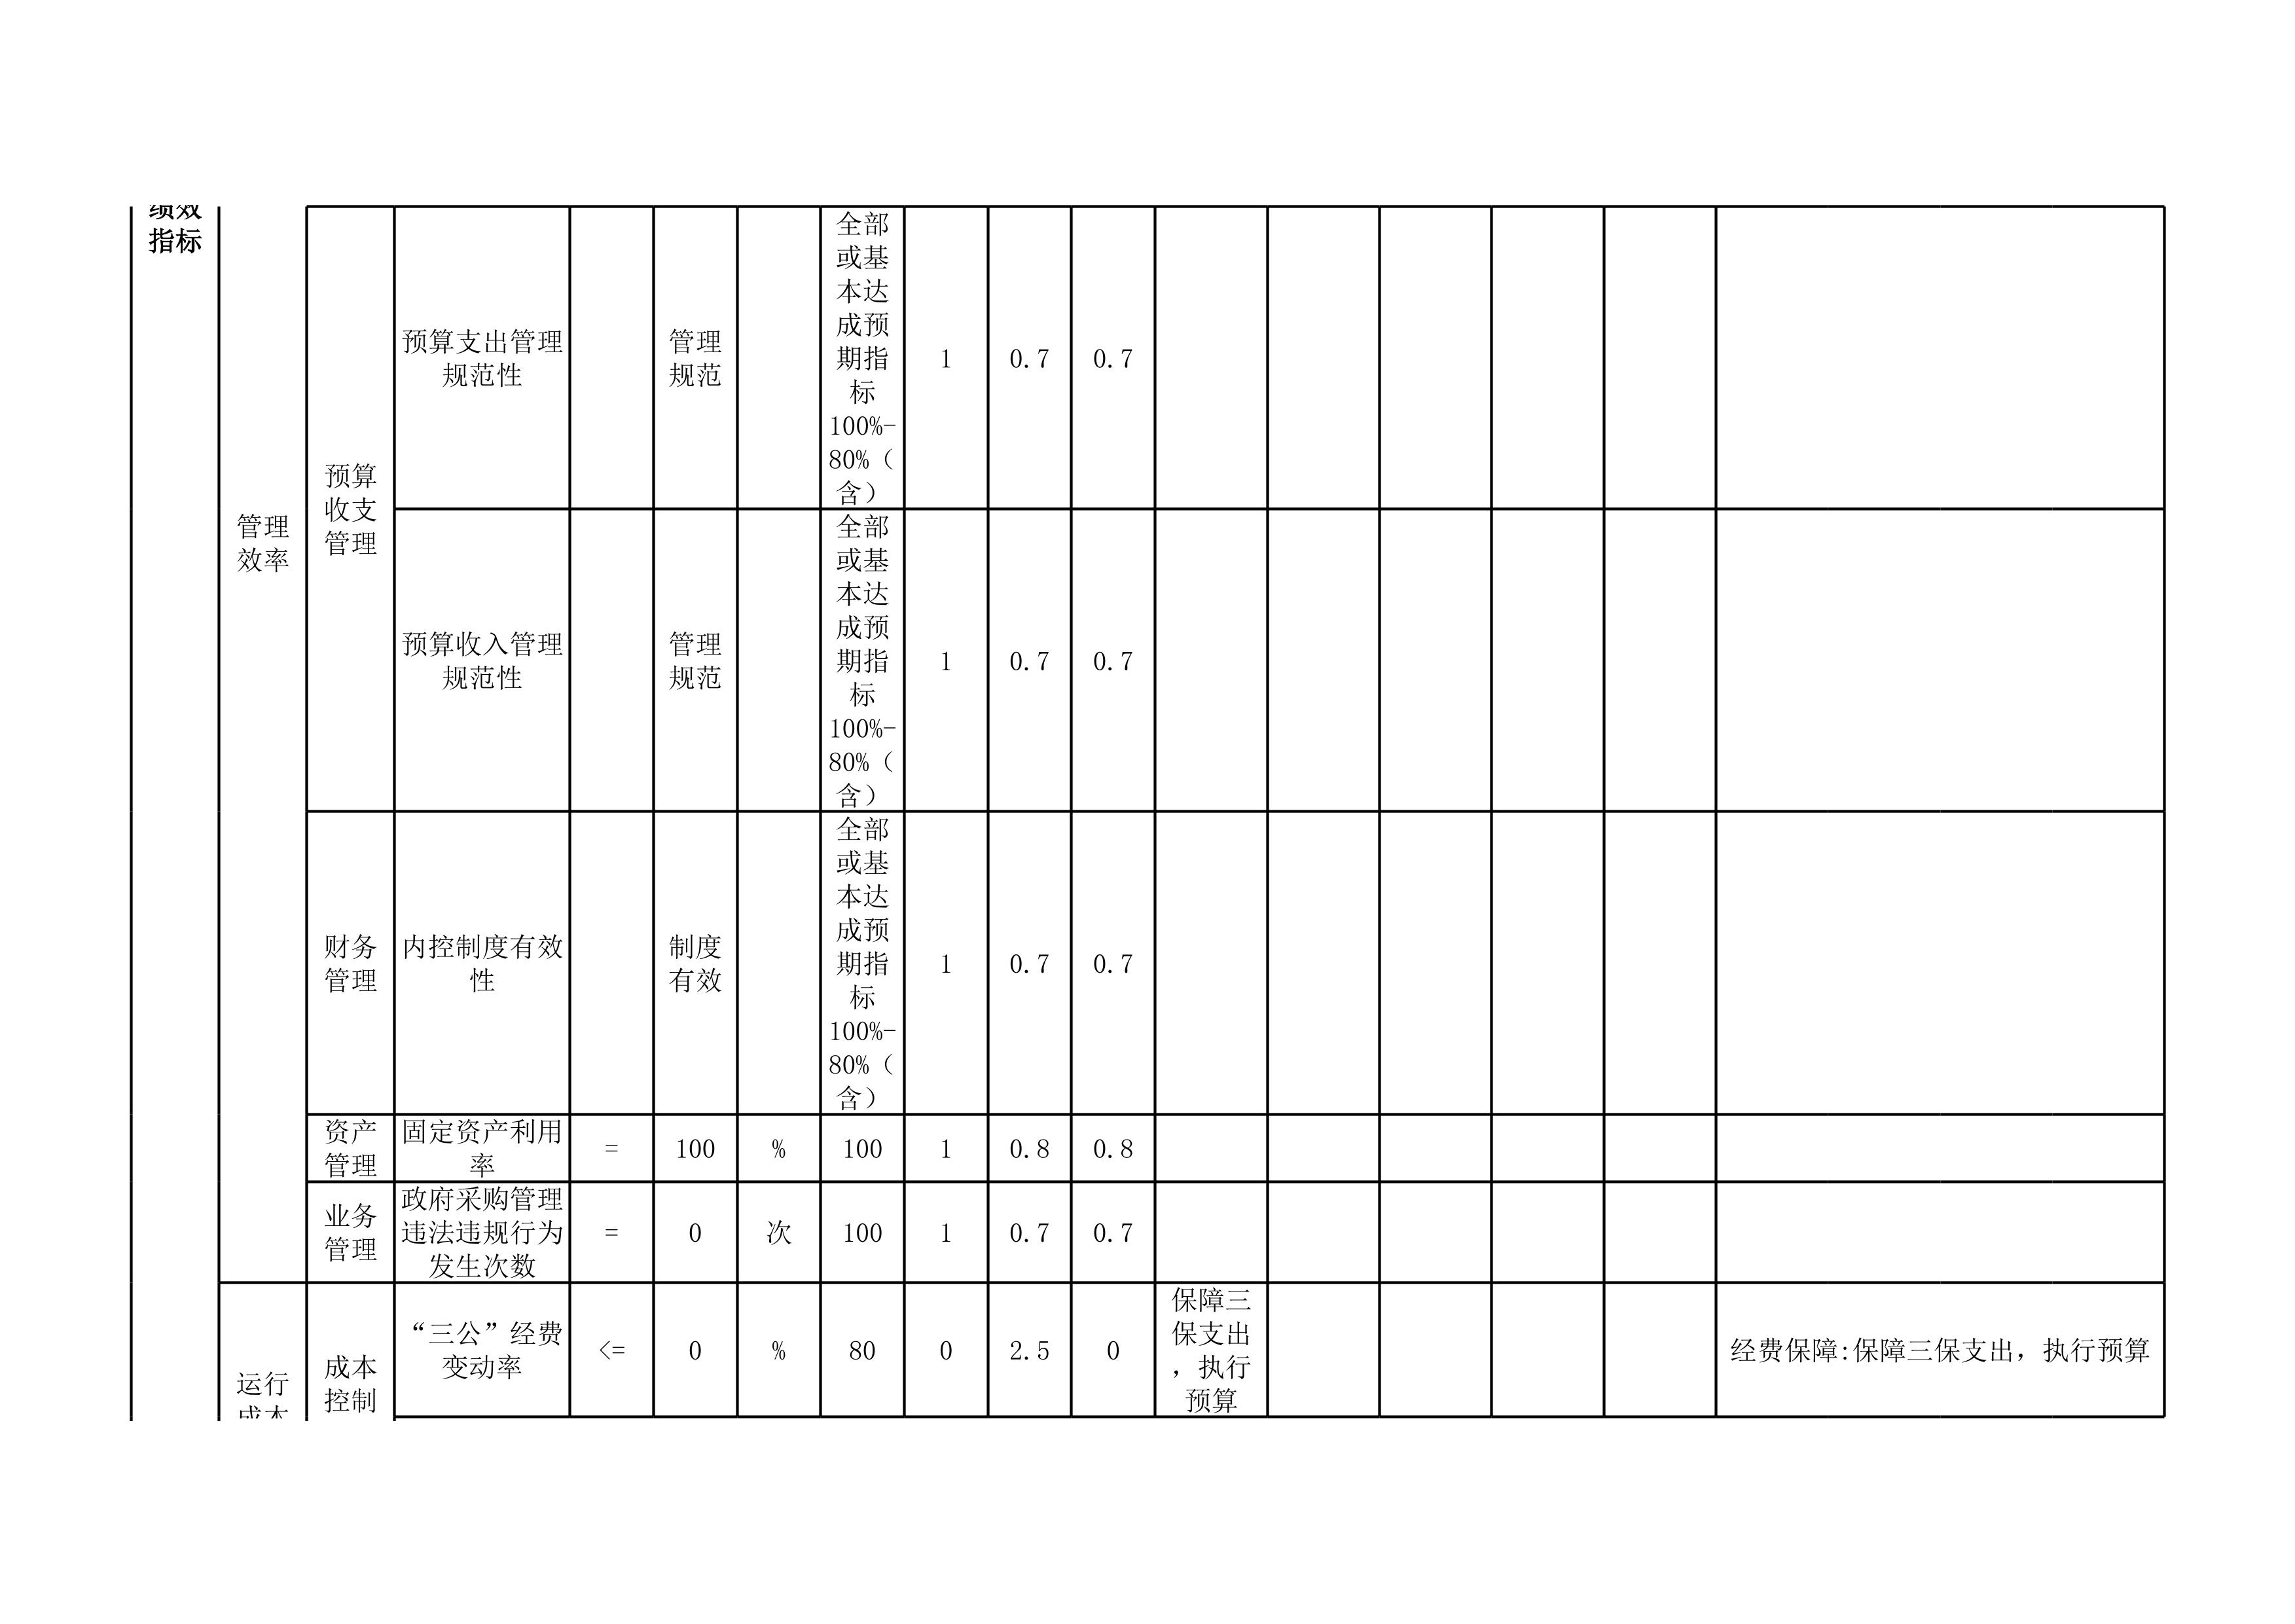 绩效
指标
管理
效率
预算
收支
管理
预算支出管理
规范性
管理
规范
全部
或基
本达
成预
期指
标
100%-
80%（
含）
1
0.7
0.7
预算收入管理
规范性
管理
规范
全部
或基
本达
成预
期指
标
100%-
80%（
含）
1
0.7
0.7
财务
管理
内控制度有效
性
制度
有效
全部
或基
本达
成预
期指
标
100%-
80%（
含）
1
0.7
0.7
资产
管理
固定资产利用
率
=
100
%
100
1
0.8
0.8
业务
管理
政府采购管理
违法违规行为
发生次数
=
0
次
100
1
0.7
0.7
运行
成本
成本
控制
“三公”经费
变动率
<=
0
%
80
0
2.5
0
保障三
保支出
，执行
预算
经费保障:保障三保支出，执行预算